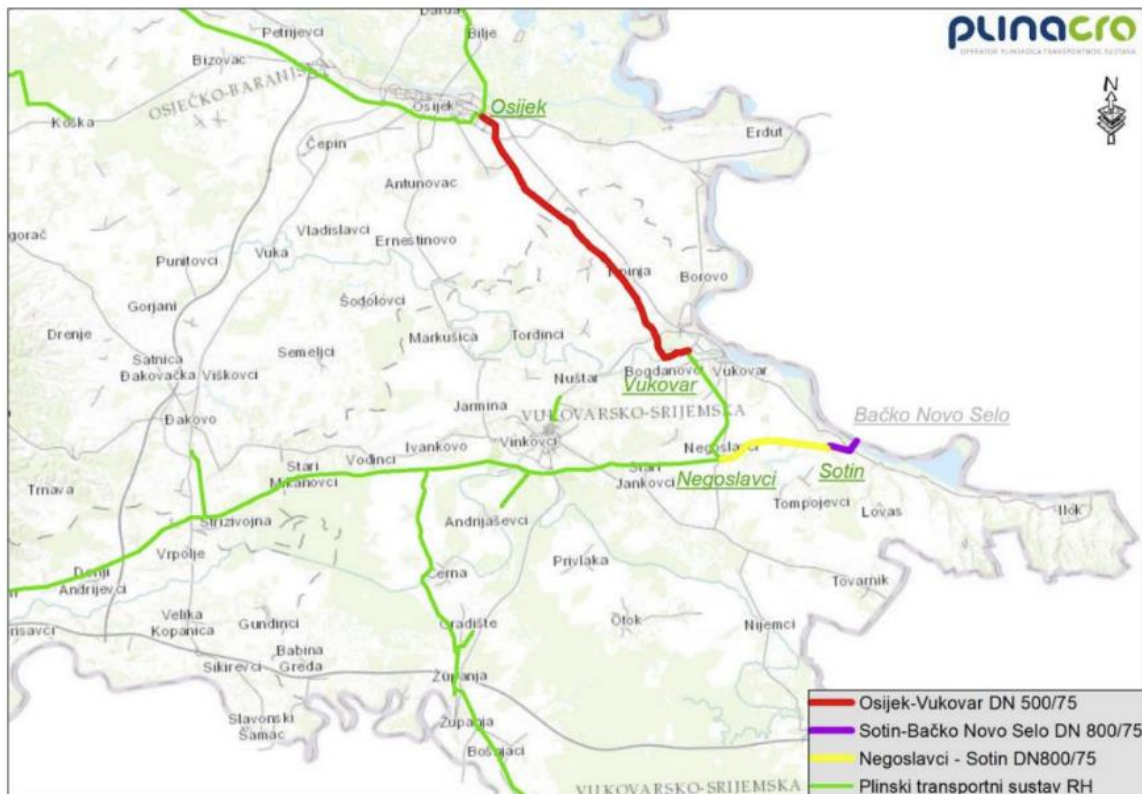 plinacro
OPERATOR PLINSKOGA TRANSPORTNOG SUSTAVA
N
Darda
Petrijevci
Bilje
Bizovac
OSJEČKO-BARANJSKA
Osijek
Osijek
Koška
Erdut
Čepin
Antunovac
Vladislavci
Ernestinovo
Punitovci
Vuka
Borovo
Gorjani
Šodolovci
Drenje
Markušica
Tordinci
Satnica
Đakovačka
Viškovci
Semeljci
Bogdanovci
Vukovar
Nuštar
Vukovar
Jarmina
VUKOVARSKO-SRIJEMSKA
Bačko Novo Selo
Đakovo
Ivankovo
Vinkovci
Negoslavci
Vođinci
Stari
Mikanovci
Stari
Jankovci
Negoslavci
Sotin
Trnava
Tompojevci
Lovas
Ilok
Strizivojna
Andrijaševci
Vrpolje
Privlaka
Donji
Andrijevci
Cerna
Tovarnik
Velika
Kopanica
Gundinci
Gradište
Otok
Nijemci
Babina
Greda
Sikirevci
Županja
Slavonski
Šamac
Županja
Bošnjaci
VUKOVARSKO-SRIJEMSKA
Osijek-Vukovar DN 500/75
Sotin-Bačko Novo Selo DN 800/75
Negoslavci - Sotin DN800/75
Plinski transportni sustav RH